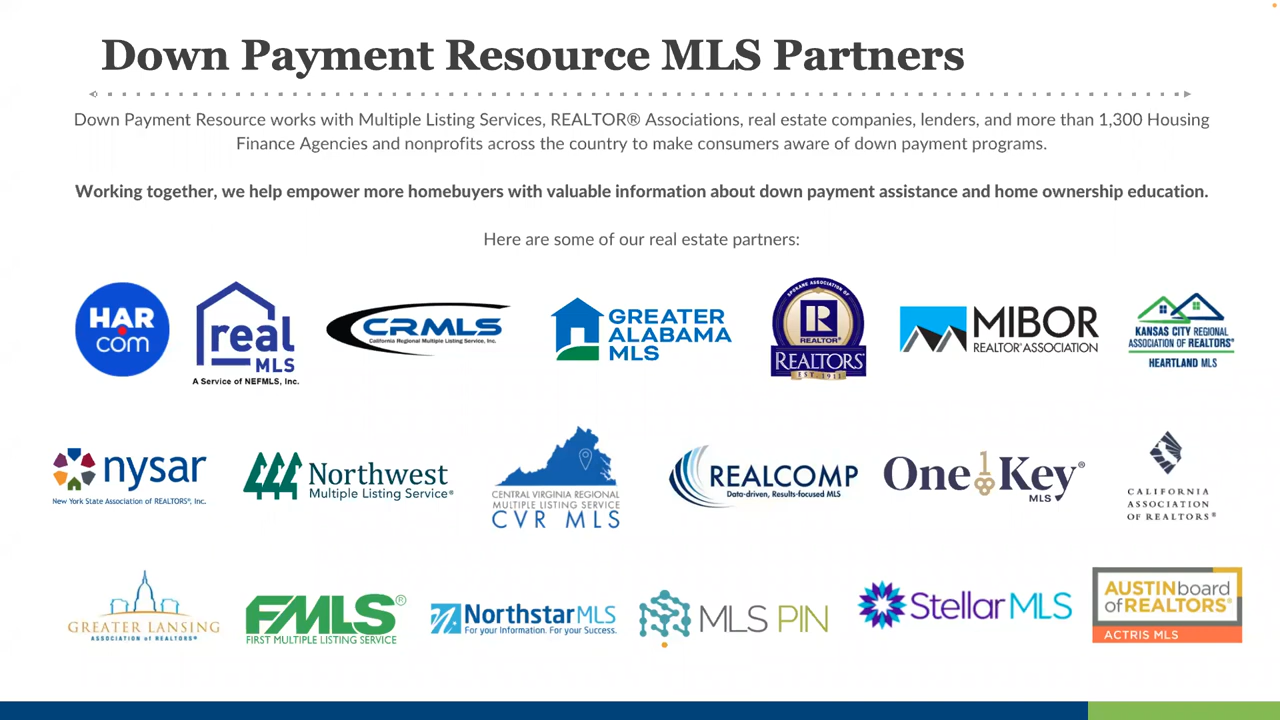 Down Payment Resource MLS Partners
Down Payment Resource works with Multiple Listing Services, REALTOR® Associations, real estate companies, lenders, and more than 1,300 Housing
Finance Agencies and nonprofits across the country to make consumers aware of down payment programs.
Working together, we help empower more homebuyers with valuable information about down payment assistance and home ownership education.
Here are some of our real estate partners:
HAR
com
real
MLS
A Service of NEFMLS, Inc.
CRMLS
California Regional Multiple Listing Service, Inc.
GREATER
ALABAMA
MLS
SPOKANE ASSOCIATION OF
R
REALTOR®
REALTORS®
EST. 1911
MIBOR
REALTOR® ASSOCIATION
KANSAS CITY REGIONAL
ASSOCIATION OF REALTORS®
HEARTLAND MLS
nysar
New York State Association of REALTORS®, Inc.
Northwest
Multiple Listing Service®
CENTRAL VIRGINIA REGIONAL
MULTIPLE LISTING SERVICE
CVR MLS
REALCOMP
Data-driven, Results-focused MLS
One Key®
MLS
CALIFORNIA
ASSOCIATION
OF REALTORS®
GREATER LANSING
ASSOCIATION of REALTORS®
FMLS®
FIRST MULTIPLE LISTING SERVICE
NorthstarMLS
For your Information. For your Success.
MLS PIN
Stellar MLS
AUSTINboard
ofREALTORS®
ACTRIS MLS